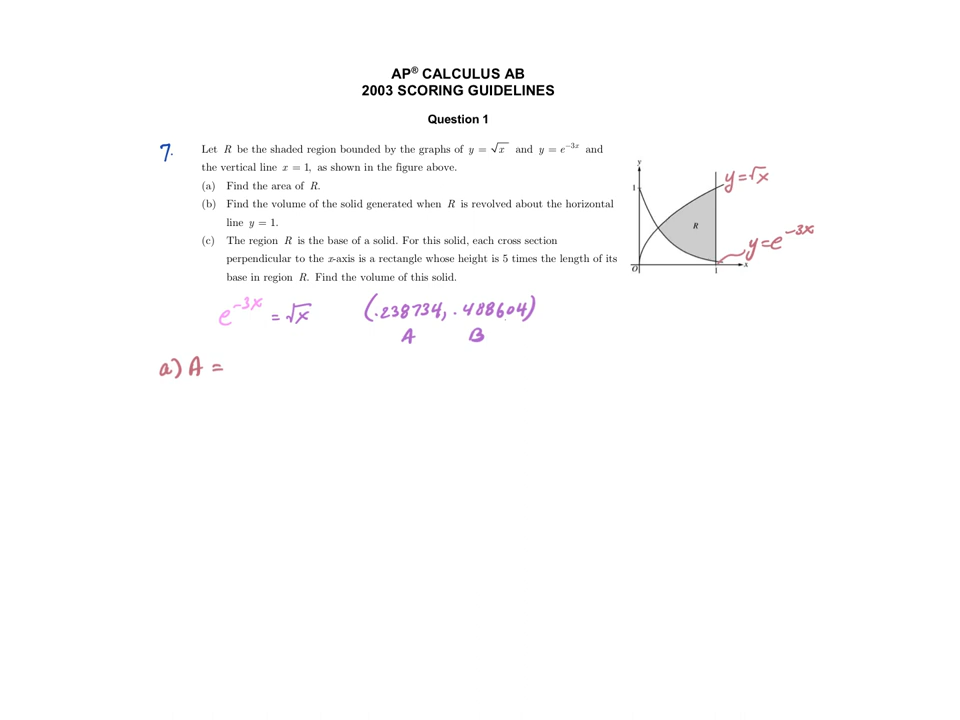 AP® CALCULUS AB
2003 SCORING GUIDELINES
Question 1
7.
Let R be the shaded region bounded by the graphs of y = √x and y = e^{-3x} and
the vertical line x = 1, as shown in the figure above.
(a) Find the area of R.
(b) Find the volume of the solid generated when R is revolved about the horizontal
line y = 1.
(c) The region R is the base of a solid. For this solid, each cross section
perpendicular to the x-axis is a rectangle whose height is 5 times the length of its
base in region R. Find the volume of this solid.
y
1
y=√x
R
y=e^{-3x}
O
1
x
e^{-3x} = √x (.238734, .488604)
A B
a) A =